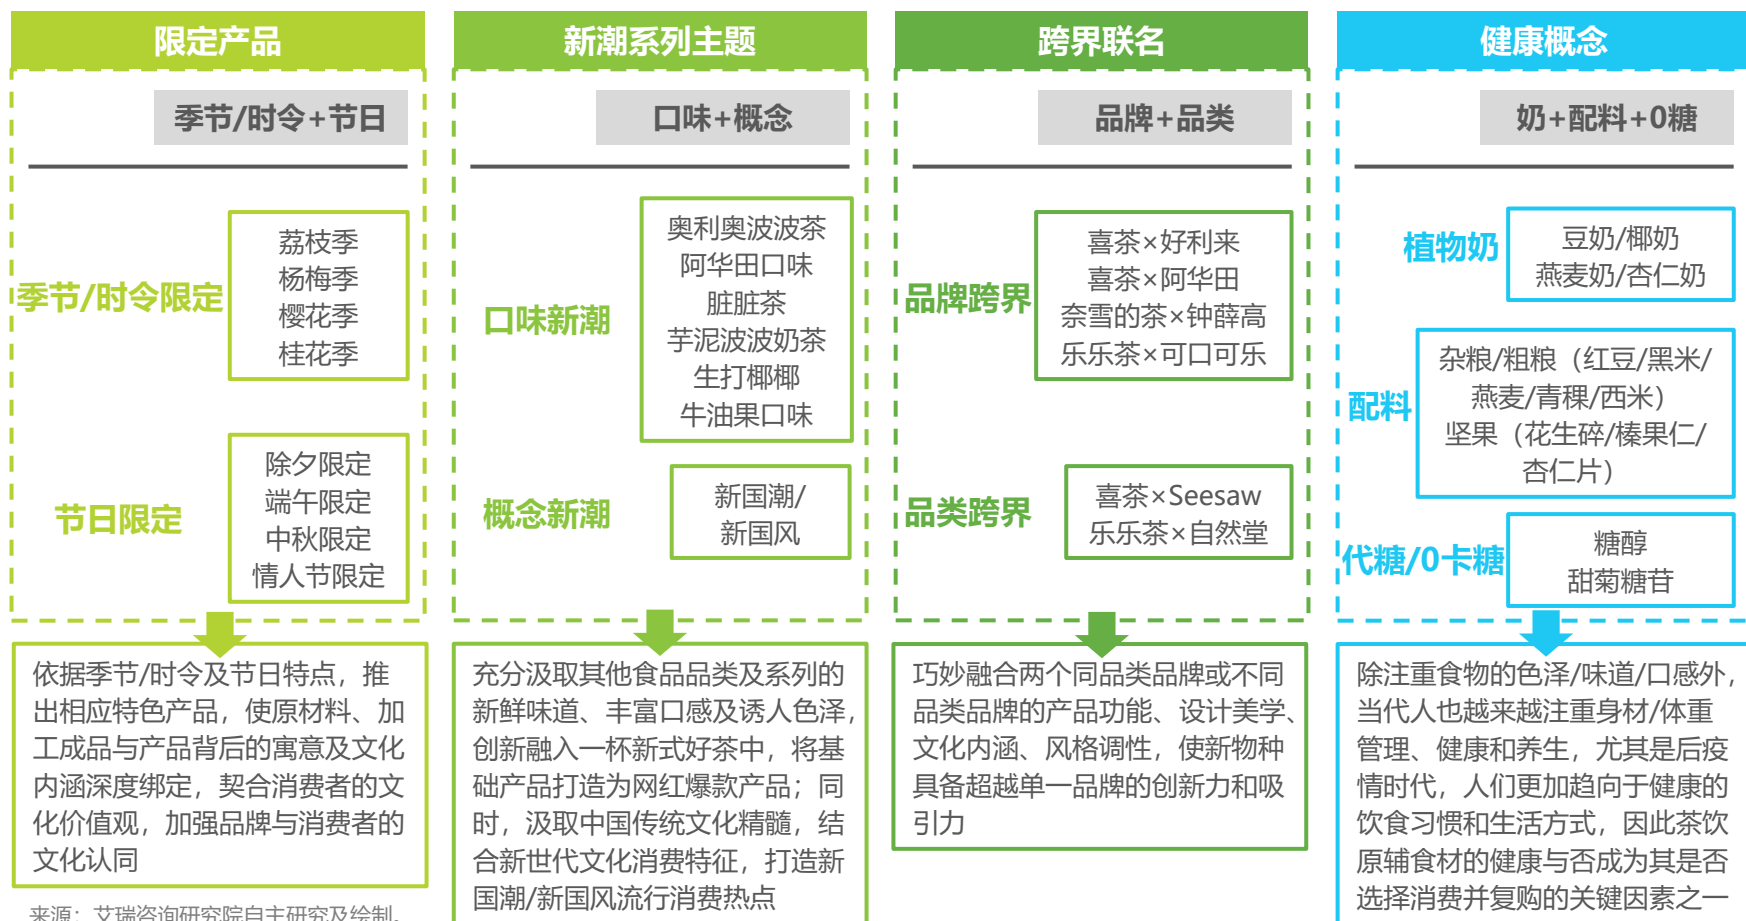 限定产品
季节/时令+节日
季节/时令限定
荔枝季
杨梅季
樱花季
桂花季
节日限定
除夕限定
端午限定
中秋限定
情人节限定
依据季节/时令及节日特点，推
出相应特色产品，使原材料、加
工成品与产品背后的寓意及文化
内涵深度绑定，契合消费者的文
化价值观，加强品牌与消费者的
文化认同
新潮系列主题
口味+概念
口味新潮
奥利奥波波茶
阿华田口味
脏脏茶
芋泥波波奶茶
生打椰椰
牛油果口味
概念新潮
新国潮/
新国风
充分汲取其他食品品类及系列的
新鲜味道、丰富口感及诱人色泽，
创新融入一杯新式好茶中，将基
础产品打造为网红爆款产品；同
时，汲取中国传统文化精髓，结
合新世代文化消费特征，打造新
国潮/新国风流行消费热点
跨界联名
品牌+品类
品牌跨界
喜茶×好利来
喜茶×阿华田
奈雪的茶×钟薛高
乐乐茶×可口可乐
品类跨界
喜茶×Seesaw
乐乐茶×自然堂
巧妙融合两个同品类品牌或不同
品类品牌的产品功能、设计美学、
文化内涵、风格调性，使新物种
具备超越单一品牌的创新力和吸
引力
健康概念
奶+配料+0糖
植物奶
豆奶/椰奶
燕麦奶/杏仁奶
配料
杂粮/粗粮（红豆/黑米/
燕麦/青稞/西米）
坚果（花生碎/榛果仁/
杏仁片）
代糖/0卡糖
糖醇
甜菊糖苷
除注重食物的色泽/味道/口感外，
当代人也越来越注重身材/体重
管理、健康和养生，尤其是后疫
情时代，人们更加趋向于健康的
饮食习惯和生活方式，因此茶饮
原辅食材的健康与否成为其是否
选择消费并复购的关键因素之一
来源：艾瑞咨询研究院自主研究及绘制。